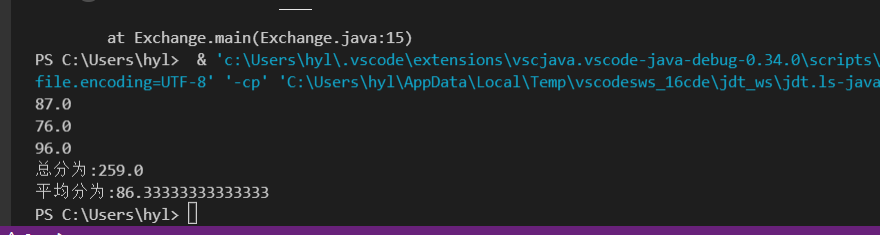 at Exchange.main(Exchange.java:15)
PS C:\Users\hyl>  & 'c:\Users\hyl\.vscode\extensions\vscjava.vscode-java-debug-0.34.0\scripts\
file.encoding=UTF-8' '-cp' 'C:\Users\hyl\AppData\Local\Temp\vscodesws_16cde\jdt_ws\jdt.ls-java
87.0
76.0
96.0
总分为:259.0
平均分为:86.33333333333333
PS C:\Users\hyl>